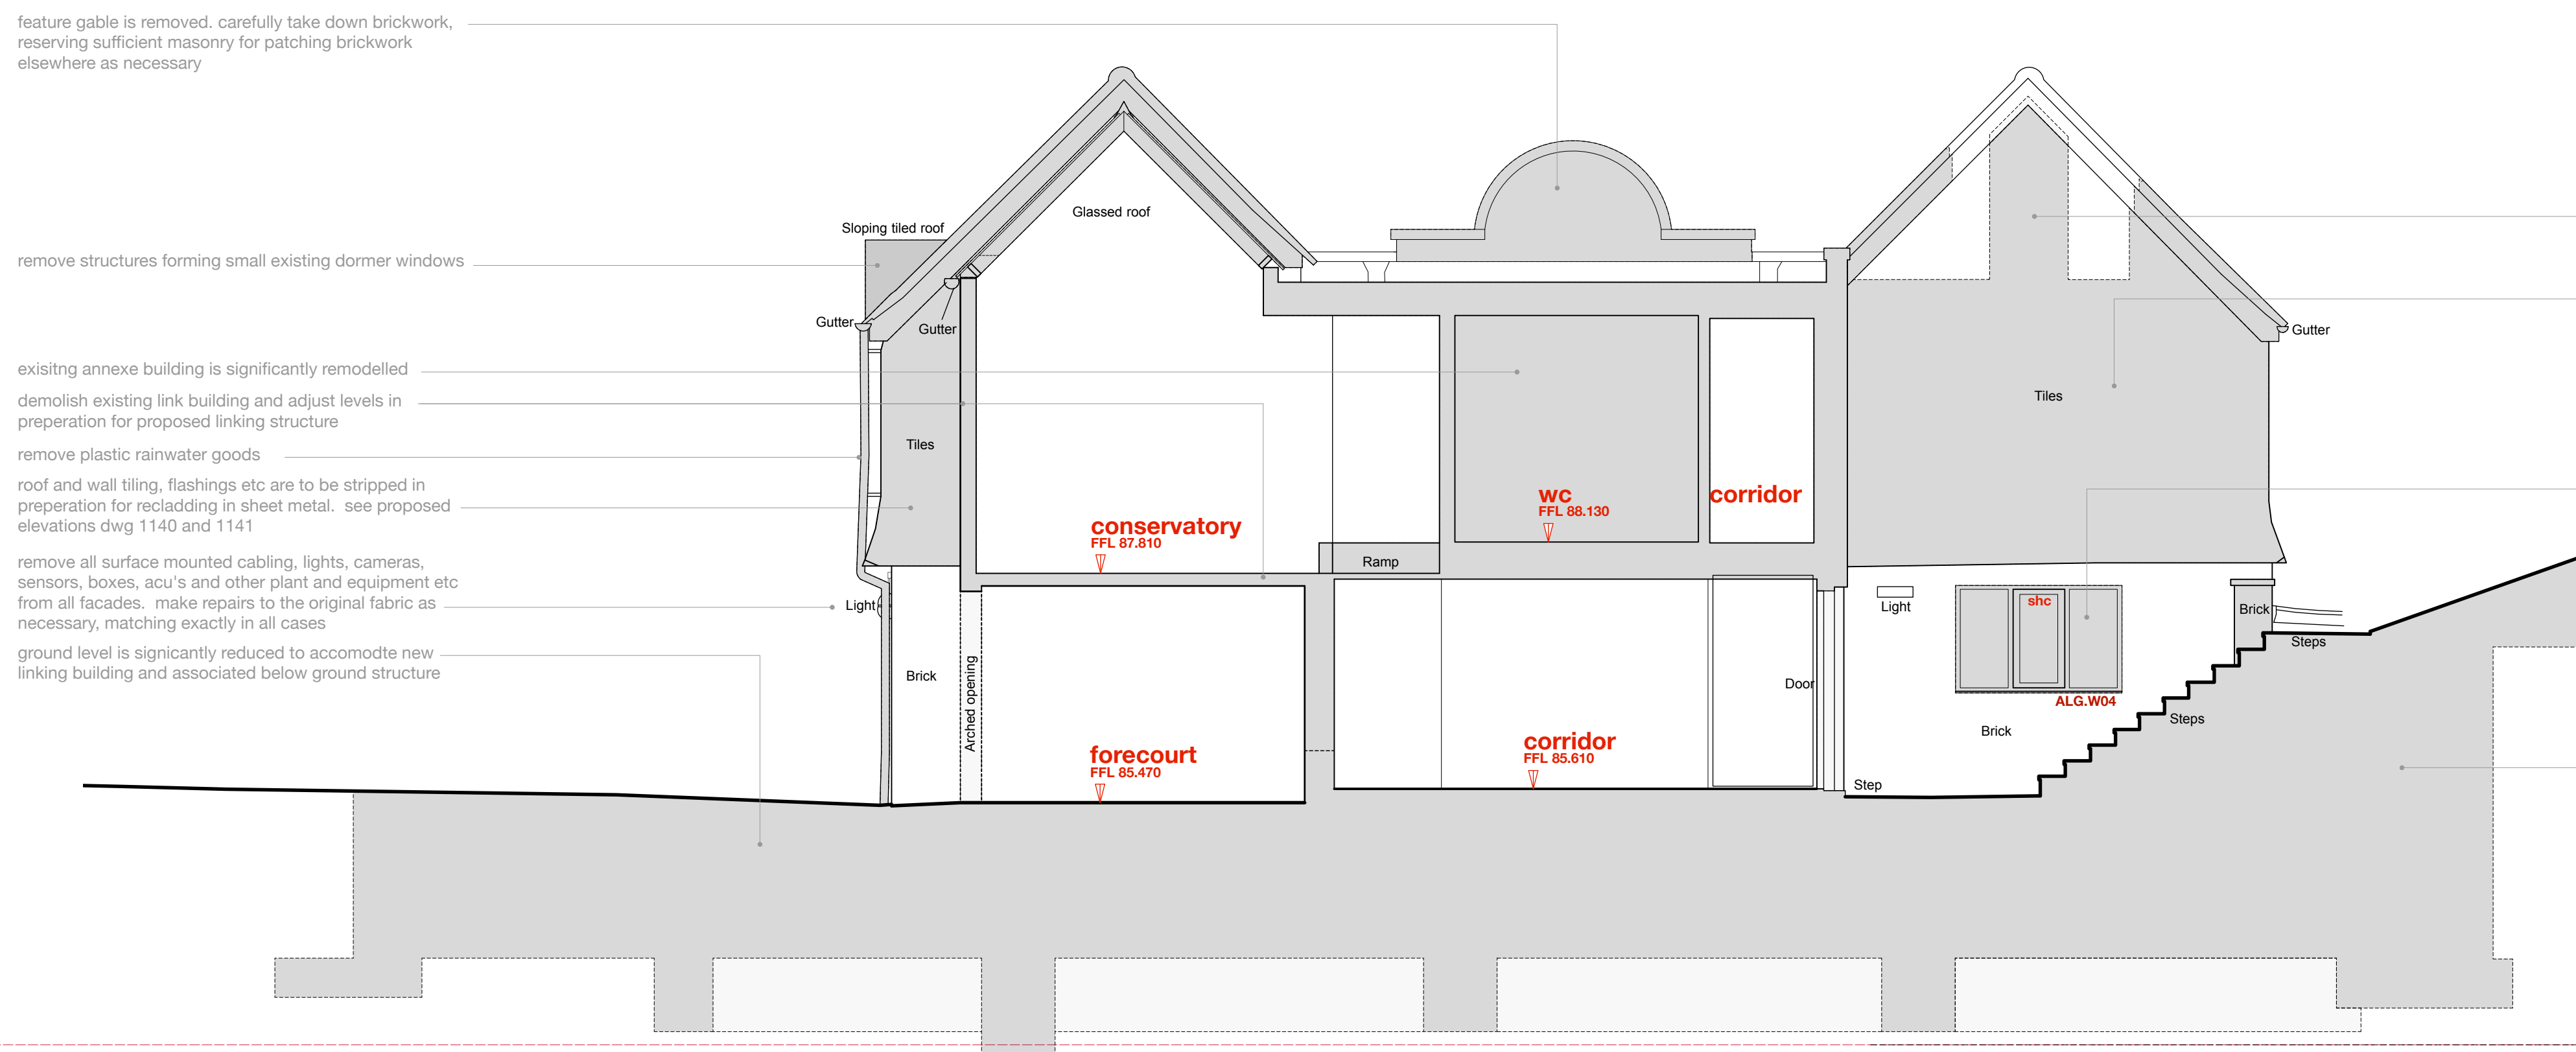 feature gable is removed. carefully take down brickwork,
reserving sufficient masonry for patching brickwork
elsewhere as necessary
Sloping tiled roof
Glassed roof
remove structures forming small existing dormer windows
Gutter
Gutter
Gutter
exisitng annexe building is significantly remodelled
demolish existing link building and adjust levels in
preperation for proposed linking structure
Tiles
Tiles
remove plastic rainwater goods
roof and wall tiling, flashings etc are to be stripped in
preperation for recladding in sheet metal.  see proposed
elevations dwg 1140 and 1141
conservatory
FFL 87.810
wc
FFL 88.130
corridor
Ramp
remove all surface mounted cabling, lights, cameras,
sensors, boxes, acu's and other plant and equipment etc
from all facades.  make repairs to the original fabric as
necessary, matching exactly in all cases
Light
Light
shc
Brick
Steps
ground level is signicantly reduced to accomodte new
linking building and associated below ground structure
Brick
Arched opening
Door
ALG.W04
Steps
Brick
forecourt
FFL 85.470
corridor
FFL 85.610
Step